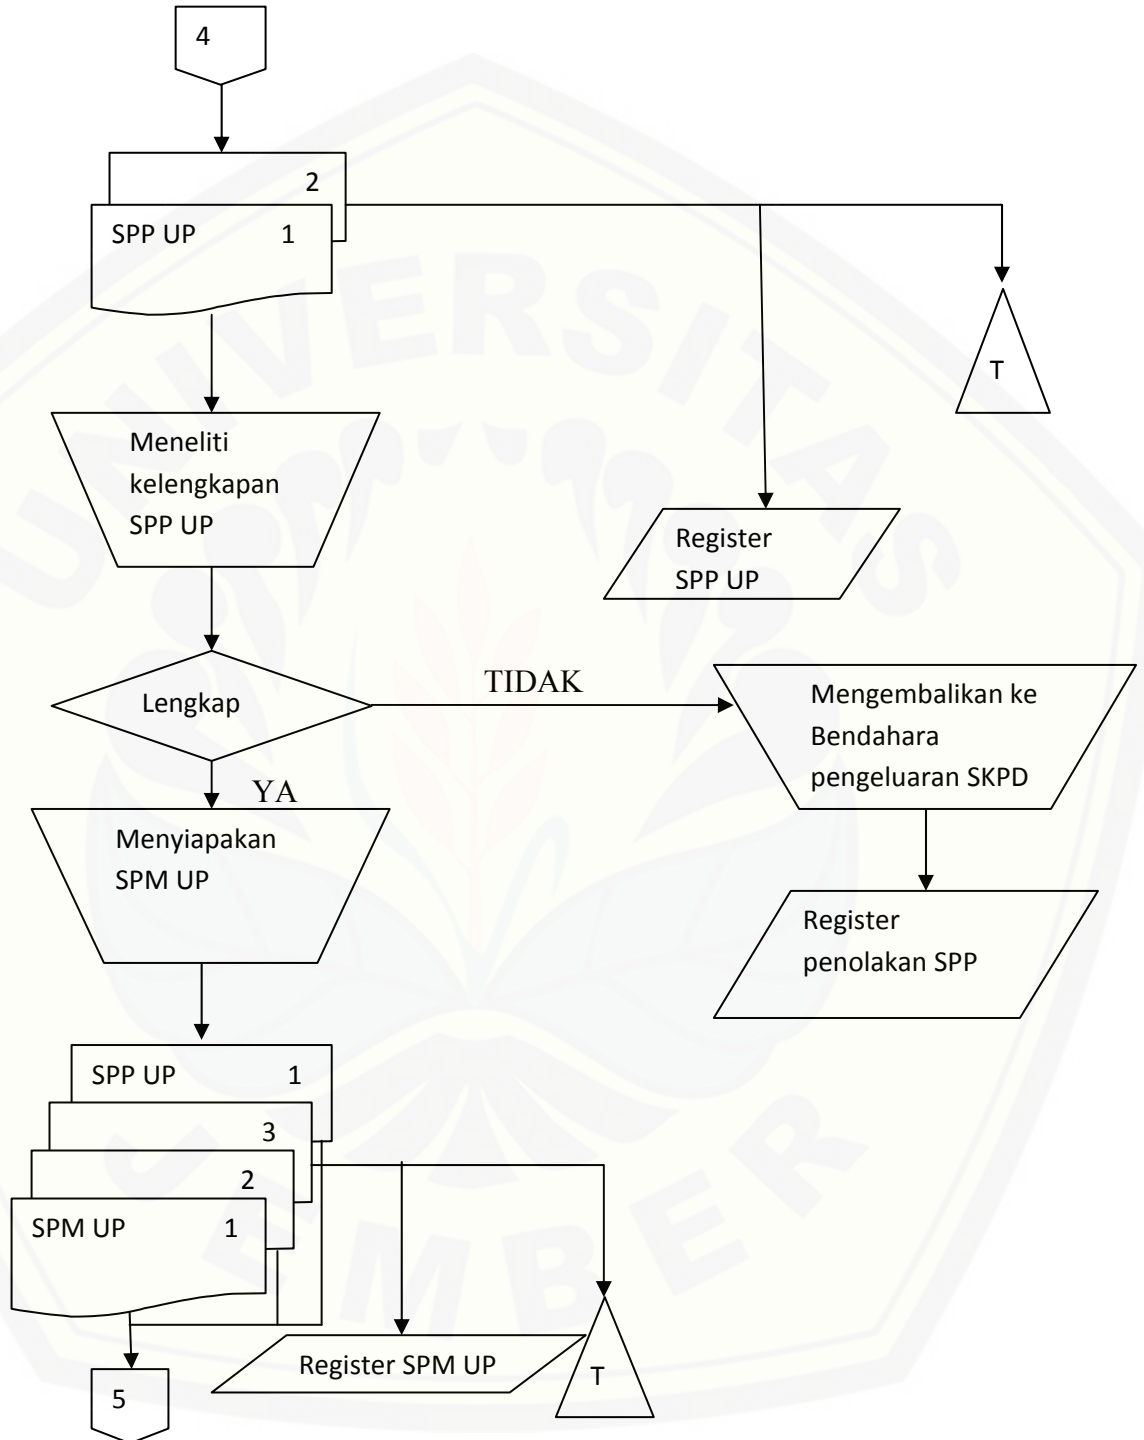 4
2
SPP UP 1
T
Meneliti
kelengkapan
SPP UP
Register
SPP UP
Lengkap
TIDAK
Mengembalikan ke
Bendahara
pengeluaran SKPD
YA
Menyiapakan
SPM UP
Register
penolakan SPP
SPP UP 1
3
2
SPM UP 1
Register SPM UP
T
5
UNIVERSITAS
JEMBER